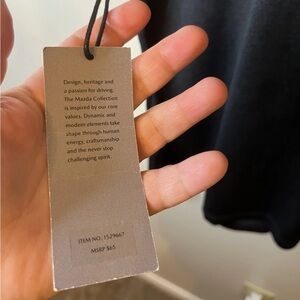 Design, heritage and
a passion for driving.
The Mazda Collection
is inspired by our core
values. Dynamic and
modern elements take
shape through human
energy, craftsmanship
and the never stop
challenging spirit.
ITEM NO. 1529667
MSRP $65